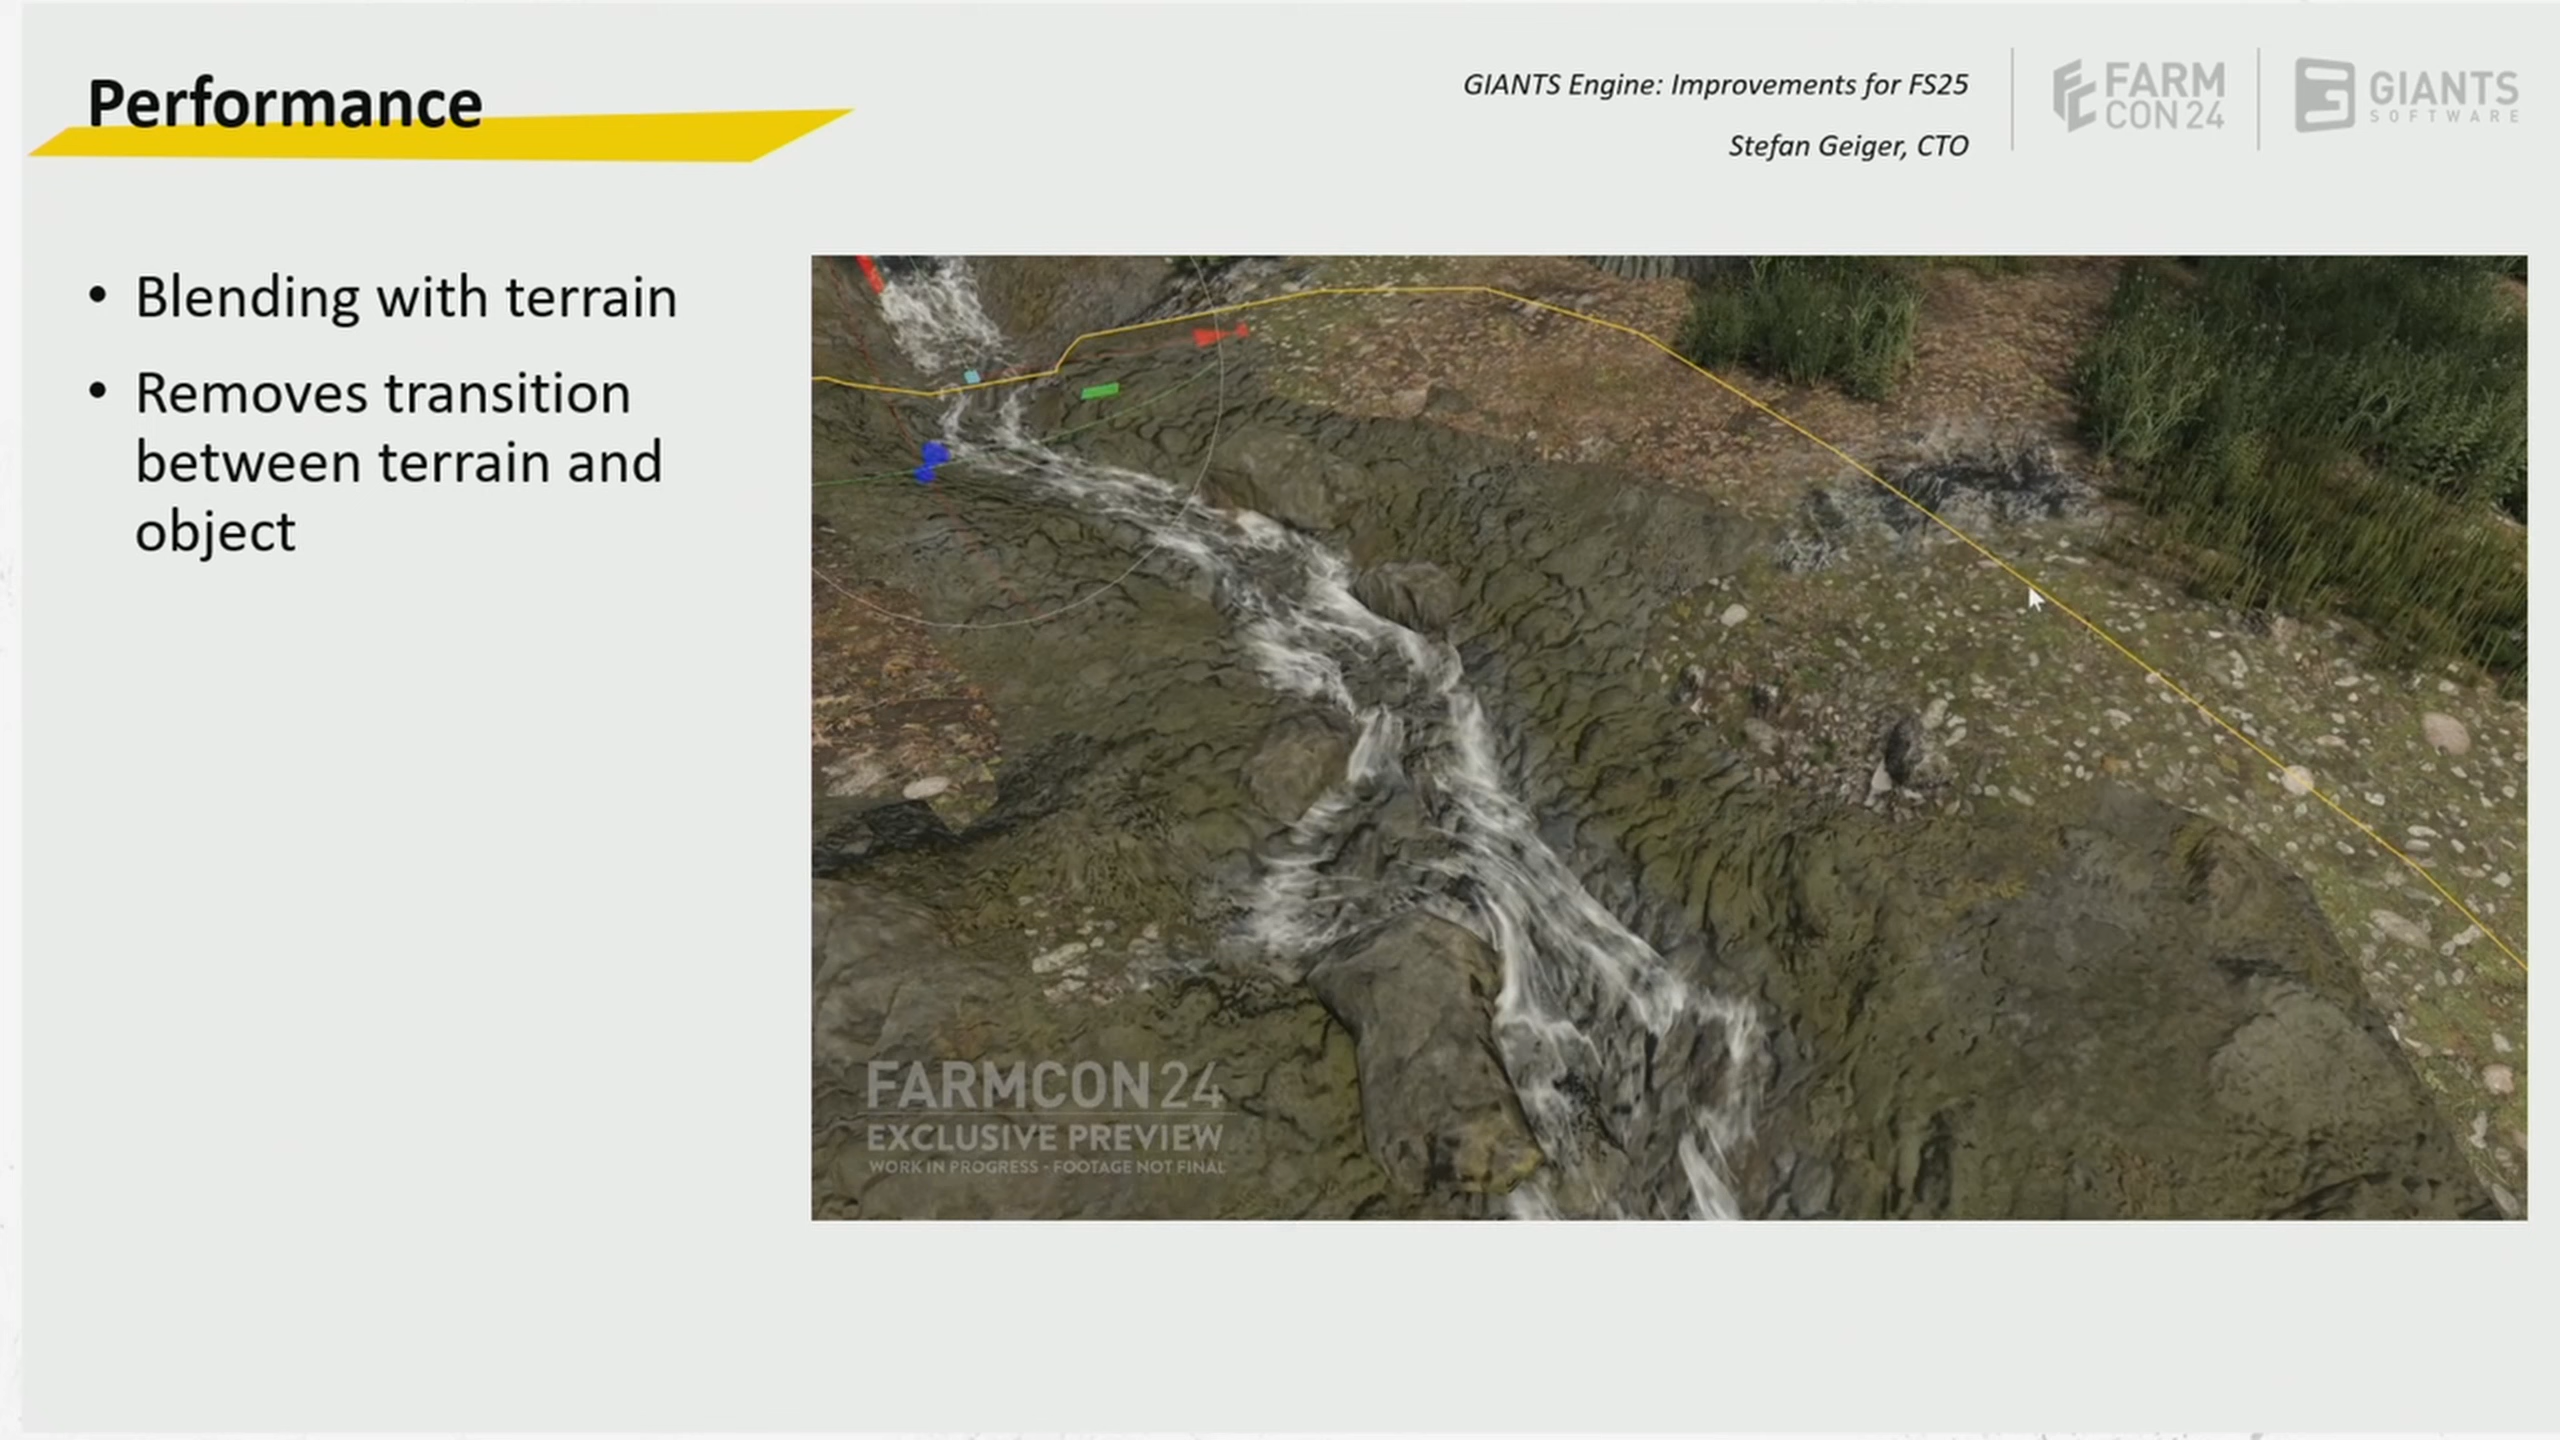 Performance
GIANTS Engine: Improvements for FS25
Stefan Geiger, CTO
FARM
CON 24
GIANTS
SOFTWARE
• Blending with terrain
• Removes transition
between terrain and
object
FARMCON 24
EXCLUSIVE PREVIEW
WORK IN PROGRESS - FOOTAGE NOT FINAL